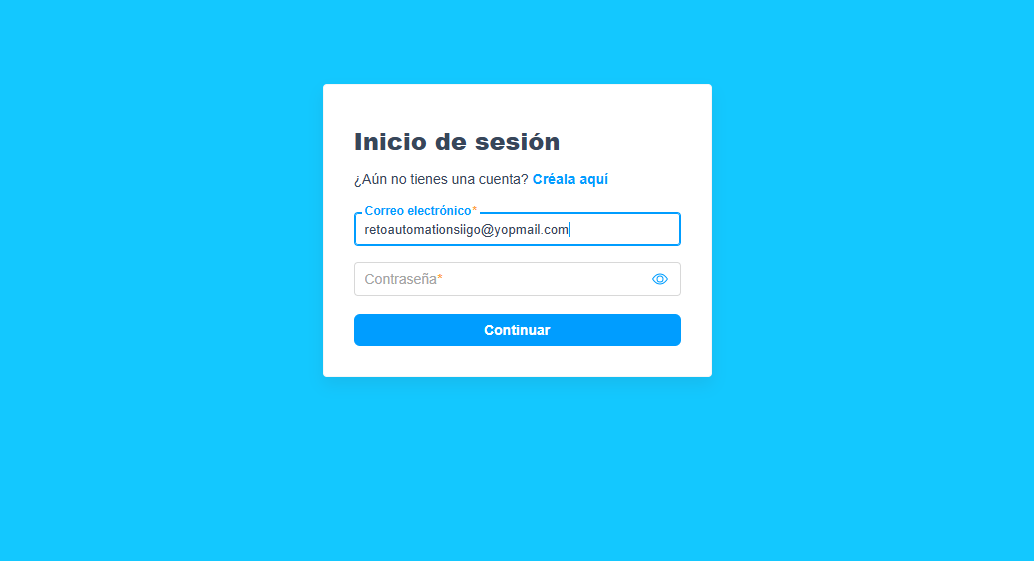 Inicio de sesión
¿Aún no tienes una cuenta? Créala aquí
Correo electrónico*
retoautomationsiigo@yopmail.com
Contraseña*
Continuar